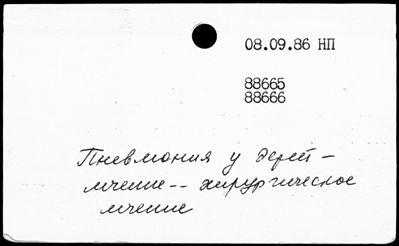 08.09.86 НП
88665
88666
Пневмония у детей –
лечение -- хирургическое
лечение